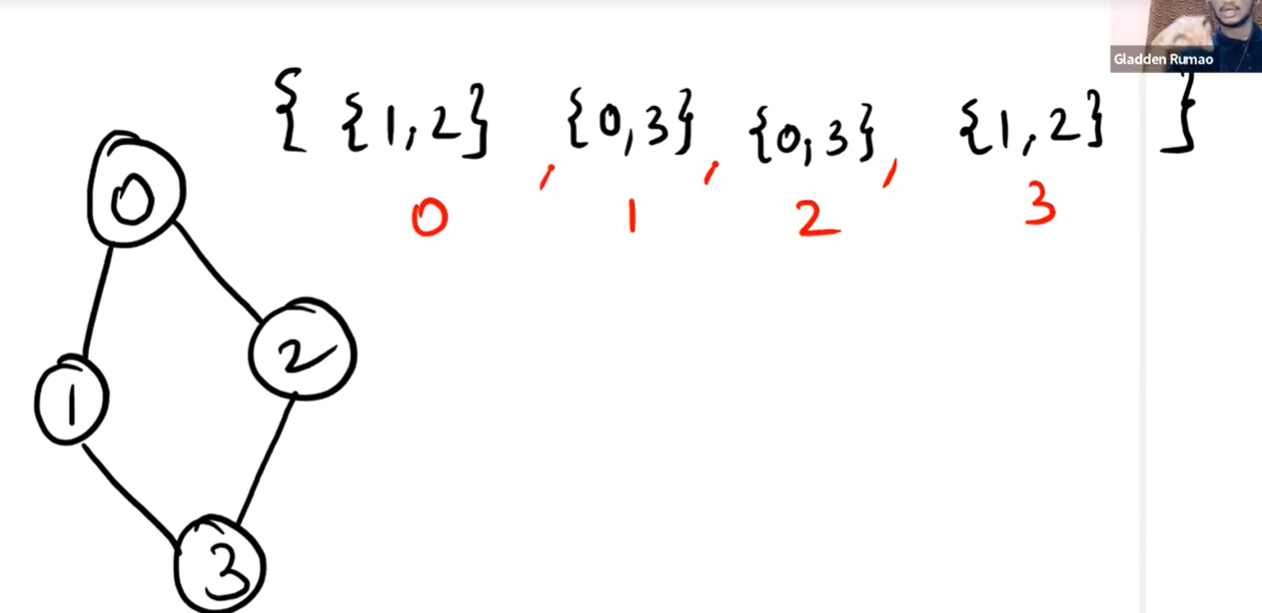 Gladden Rumao
{ {1,2} , {0,3} , {0,3} , {1,2} }
0 1 2 3
0
2
1
3